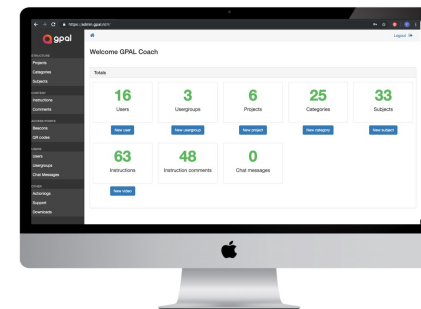 https://admin.gpal.nl/#/
gpal
Logout
STRUCTURE
Projects
Categories
Subjects
CONTENT
Instructions
Comments
ACCESS POINTS
Beacons
QR codes
USERS
Users
Usergroups
Chat Messages
OTHER
Actionlogs
Support
Downloads
Welcome GPAL Coach
Totals
16
Users
New user
3
Usergroups
New usergroup
6
Projects
New project
25
Categories
New category
33
Subjects
New subject
63
Instructions
New video
48
Instruction comments
0
Chat messages